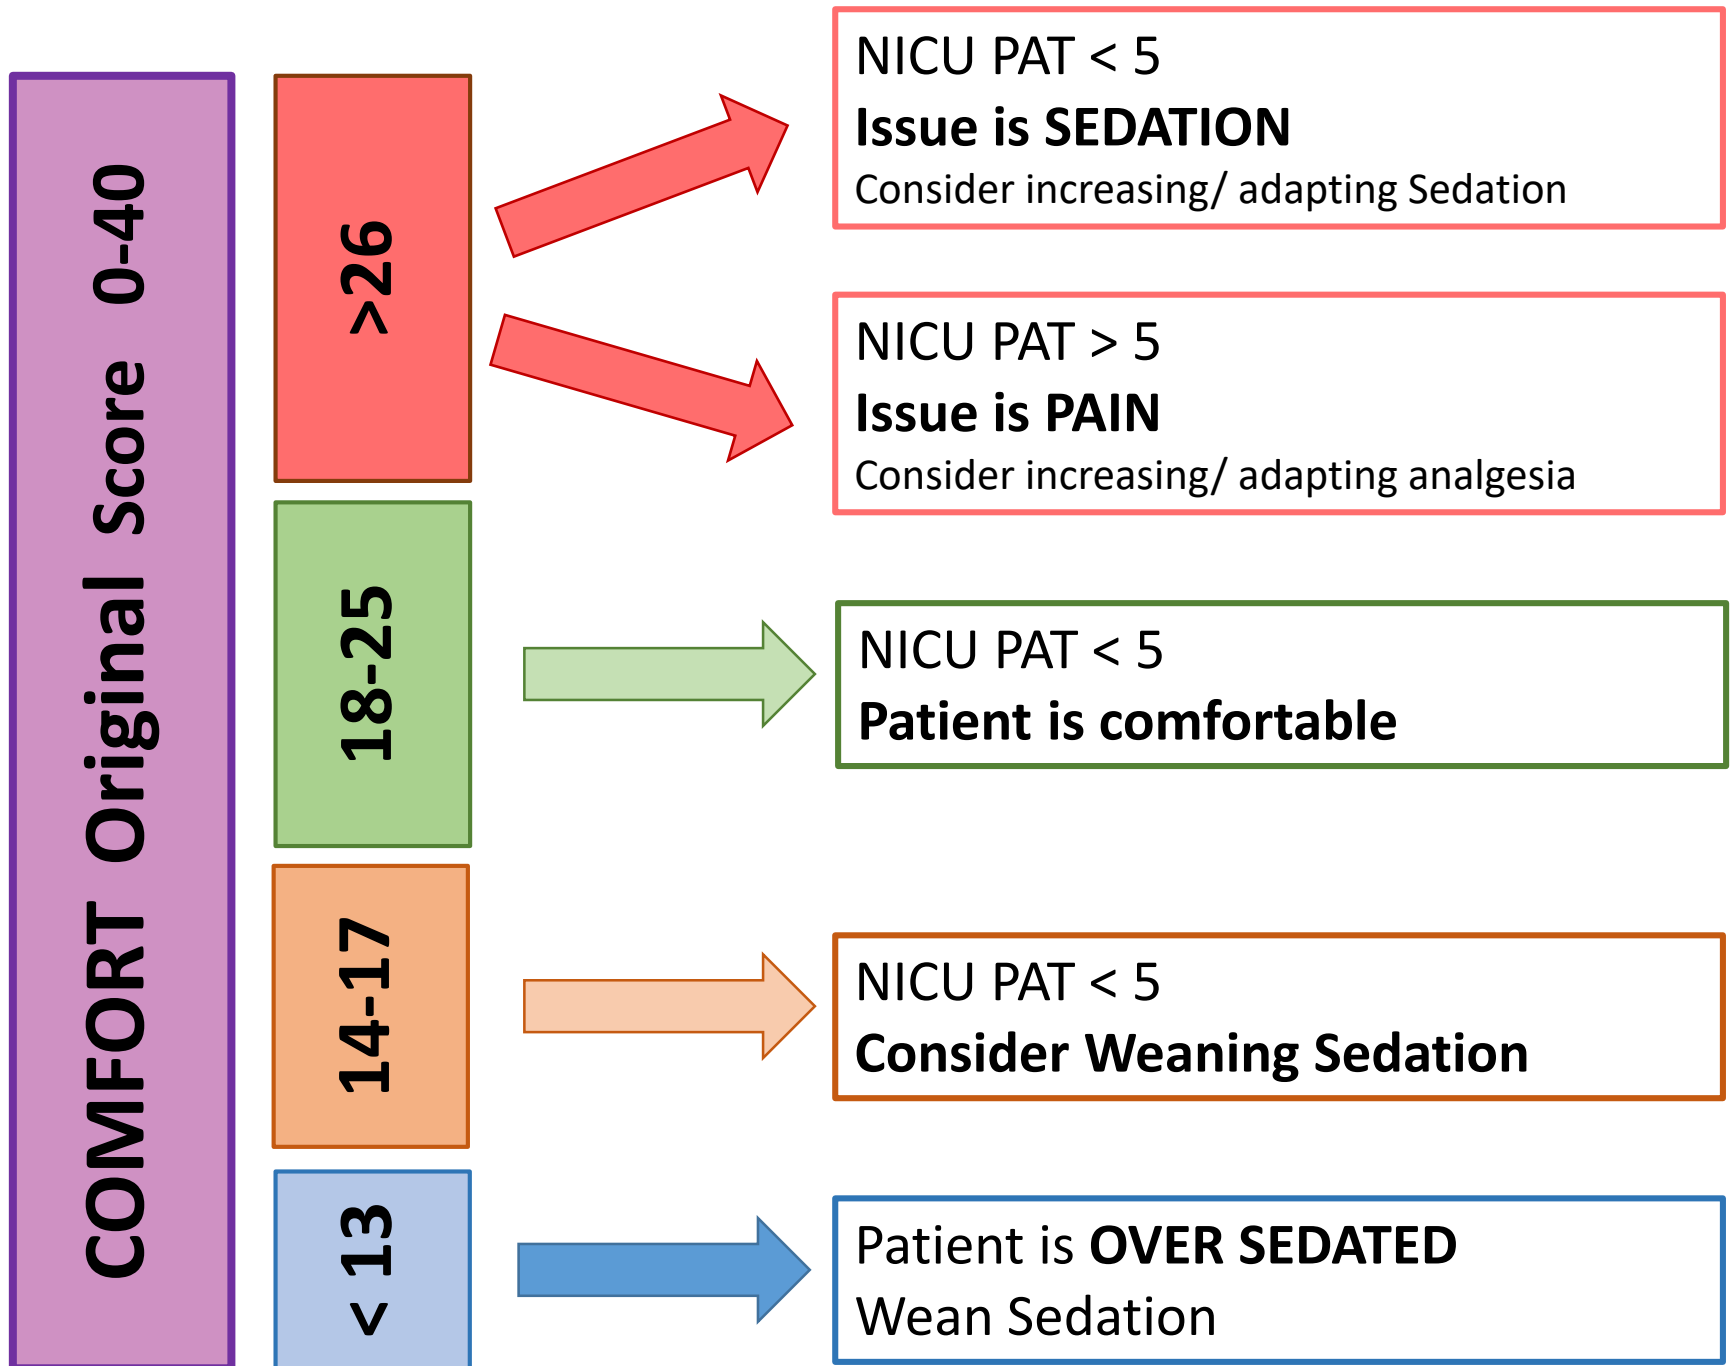 COMFORT Original Score 0-40
>26
NICU PAT < 5
Issue is SEDATION
Consider increasing/ adapting Sedation
NICU PAT > 5
Issue is PAIN
Consider increasing/ adapting analgesia
18-25
NICU PAT < 5
Patient is comfortable
14-17
NICU PAT < 5
Consider Weaning Sedation
< 13
Patient is OVER SEDATED
Wean Sedation